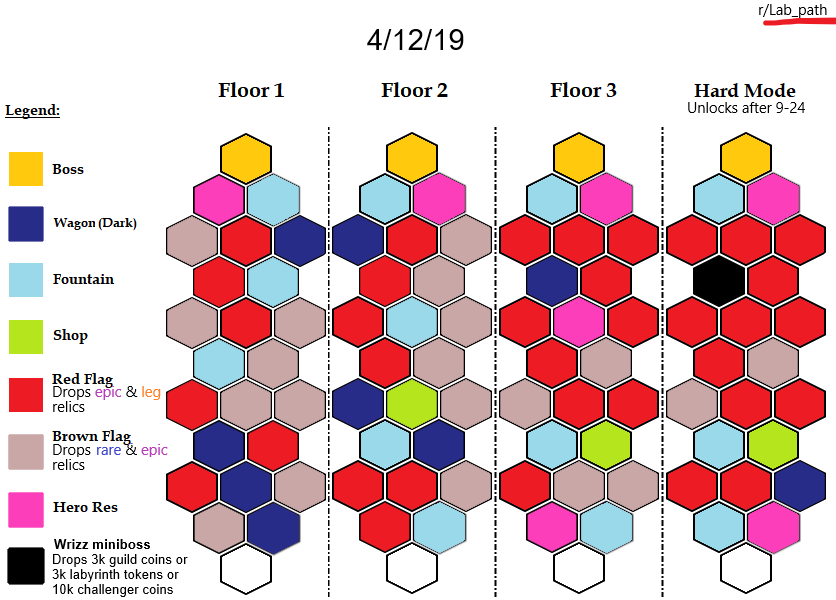 r/Lab_path
4/12/19
Floor 1
Floor 2
Floor 3
Hard Mode
Unlocks after 9-24
Legend:
Boss
Wagon (Dark)
Fountain
Shop
Red Flag
Drops epic & leg
relics
Brown Flag
Drops rare & epic
relics
Hero Res
Wrizz miniboss
Drops 3k guild coins or
3k labyrinth tokens or
10k challenger coins